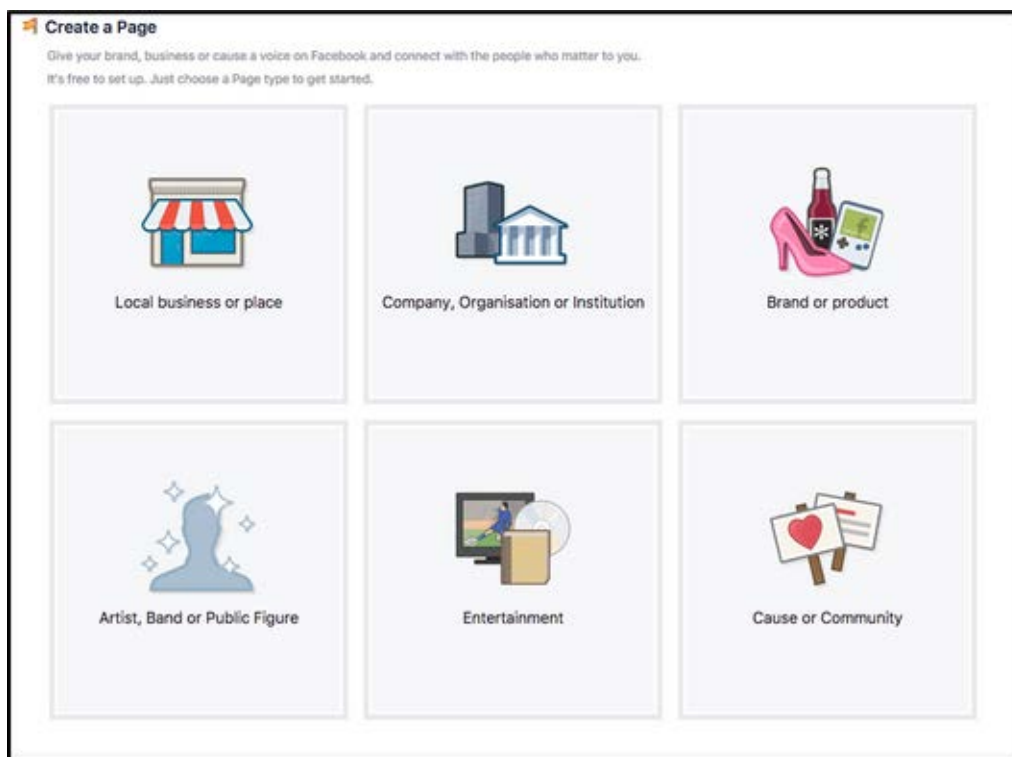 Create a Page
Give your brand, business or cause a voice on Facebook and connect with the people who matter to you.
It's free to set up. Just choose a Page type to get started.
Local business or place
Company, Organisation or Institution
Brand or product
Artist, Band or Public Figure
Entertainment
Cause or Community